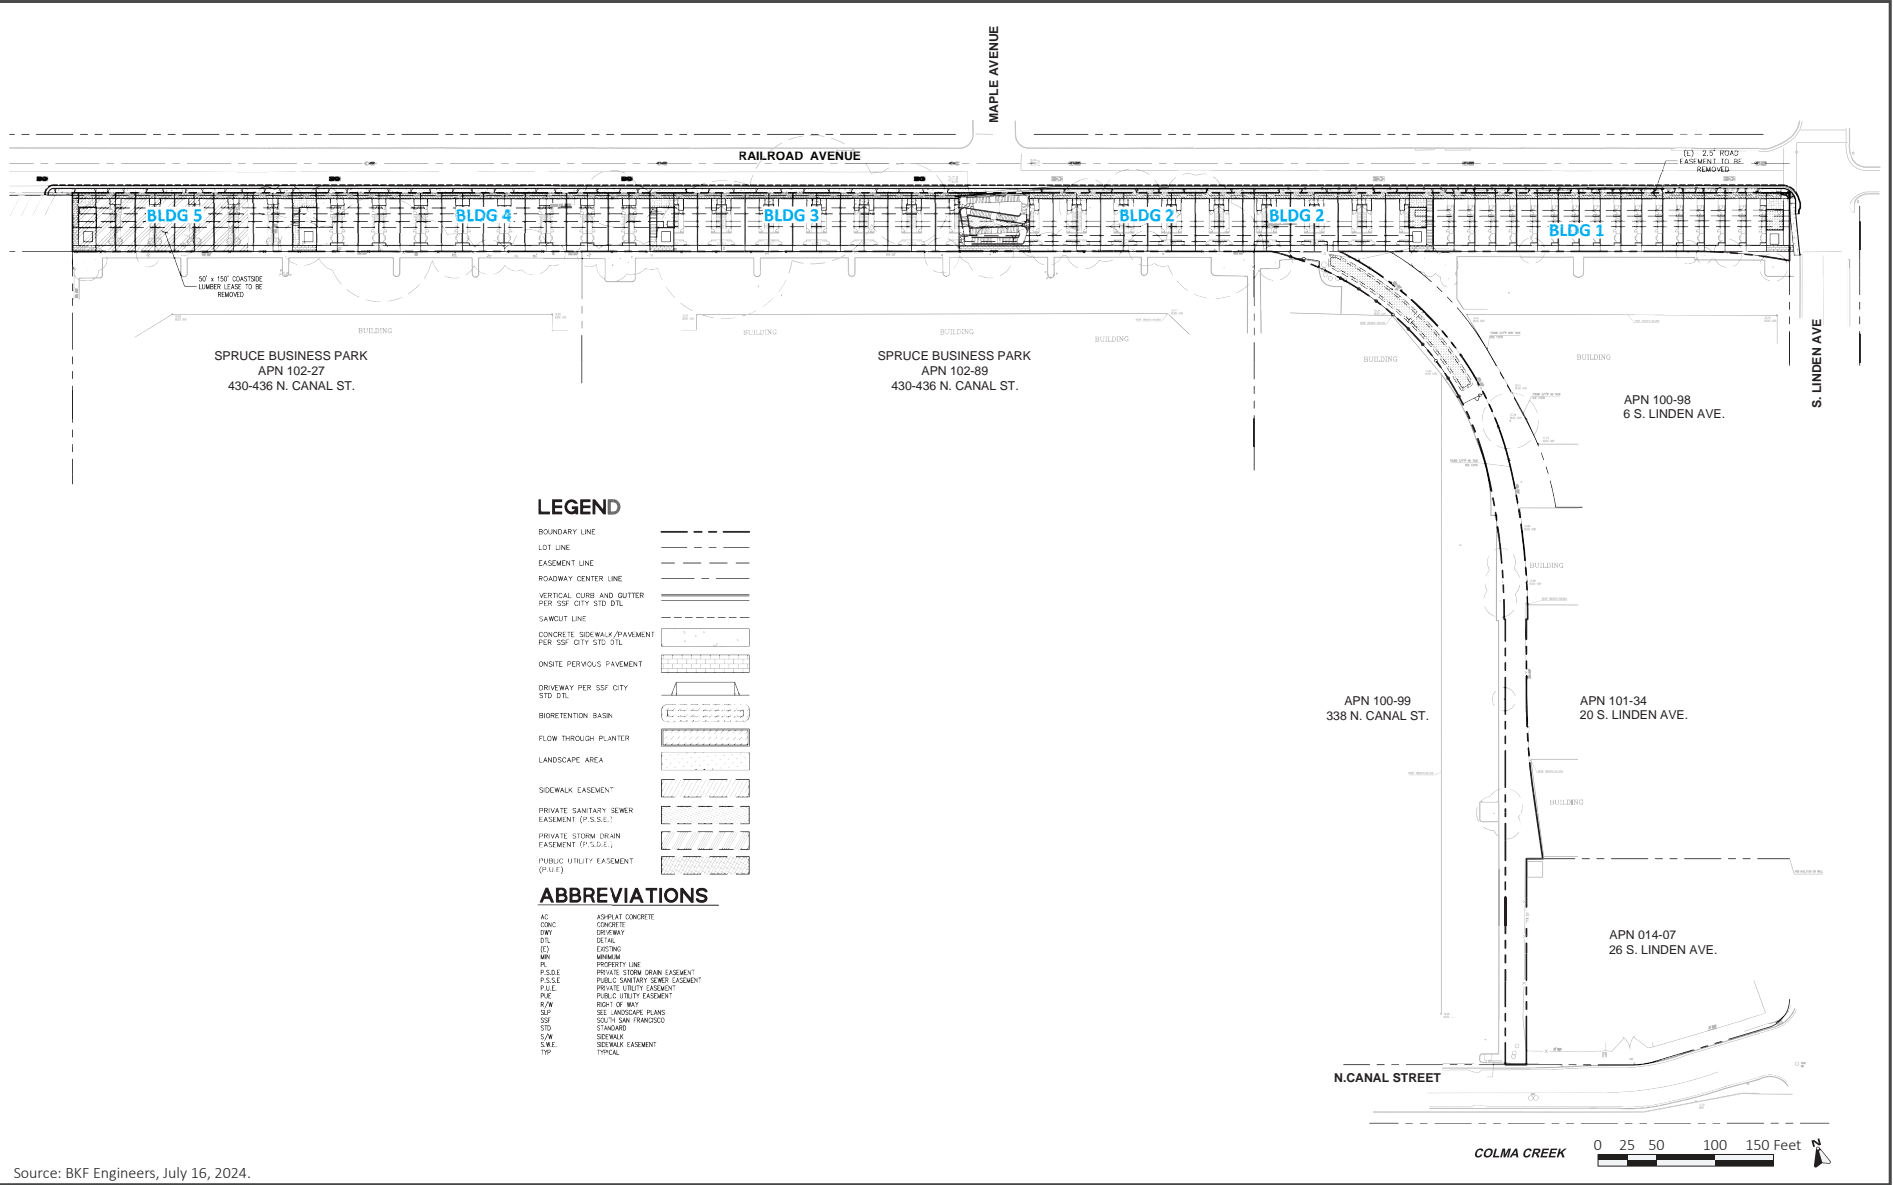 MAPLE AVENUE
RAILROAD AVENUE
(E) 2.5' ROAD
EASEMENT TO BE
REMOVED
BLDG 5
BLDG 4
BLDG 3
BLDG 2
BLDG 2
BLDG 1
50' x 150' COASTSIDE
LUMBER LEASE TO BE
REMOVED
BUILDING
BUILDING
BUILDING
BUILDING
BUILDING
BUILDING
SPRUCE BUSINESS PARK
APN 102-27
430-436 N. CANAL ST.
SPRUCE BUSINESS PARK
APN 102-89
430-436 N. CANAL ST.
S. LINDEN AVE
APN 100-98
6 S. LINDEN AVE.
LEGEND
BOUNDARY LINE
LOT LINE
EASEMENT LINE
ROADWAY CENTER LINE
VERTICAL CURB AND GUTTER
PER SSF CITY STD DTL
SAWCUT LINE
CONCRETE SIDEWALK/PAVEMENT
PER SSF CITY STD DTL
ONSITE PERVIOUS PAVEMENT
DRIVEWAY PER SSF CITY
STD DTL
BIORETENTION BASIN
FLOW THROUGH PLANTER
LANDSCAPE AREA
SIDEWALK EASEMENT
PRIVATE SANITARY SEWER
EASEMENT (P.S.S.E.)
PRIVATE STORM DRAIN
EASEMENT (P.S.D.E.)
PUBLIC UTILITY EASEMENT
(P.U.E)
BUILDING
APN 100-99
338 N. CANAL ST.
APN 101-34
20 S. LINDEN AVE.
BUILDING
ABBREVIATIONS
AC ASHPLAT CONCRETE
CONC CONCRETE
DWY DRIVEWAY
DTL DETAIL
(E) EXISTING
MIN MINIMUM
PL PROPERTY LINE
P.S.D.E PRIVATE STORM DRAIN EASEMENT
P.S.S.E PUBLIC SANITARY SEWER EASEMENT
P.U.E. PRIVATE UTILITY EASEMENT
PUE PUBLIC UTILITY EASEMENT
R/W RIGHT OF WAY
SLP SEE LANDSCAPE PLANS
SSF SOUTH SAN FRANCISCO
STD STANDARD
S/W SIDEWALK
S.W.E. SIDEWALK EASEMENT
TYP TYPICAL
APN 014-07
26 S. LINDEN AVE.
N.CANAL STREET
COLMA CREEK
0 25 50 100 150 Feet
N
Source: BKF Engineers, July 16, 2024.